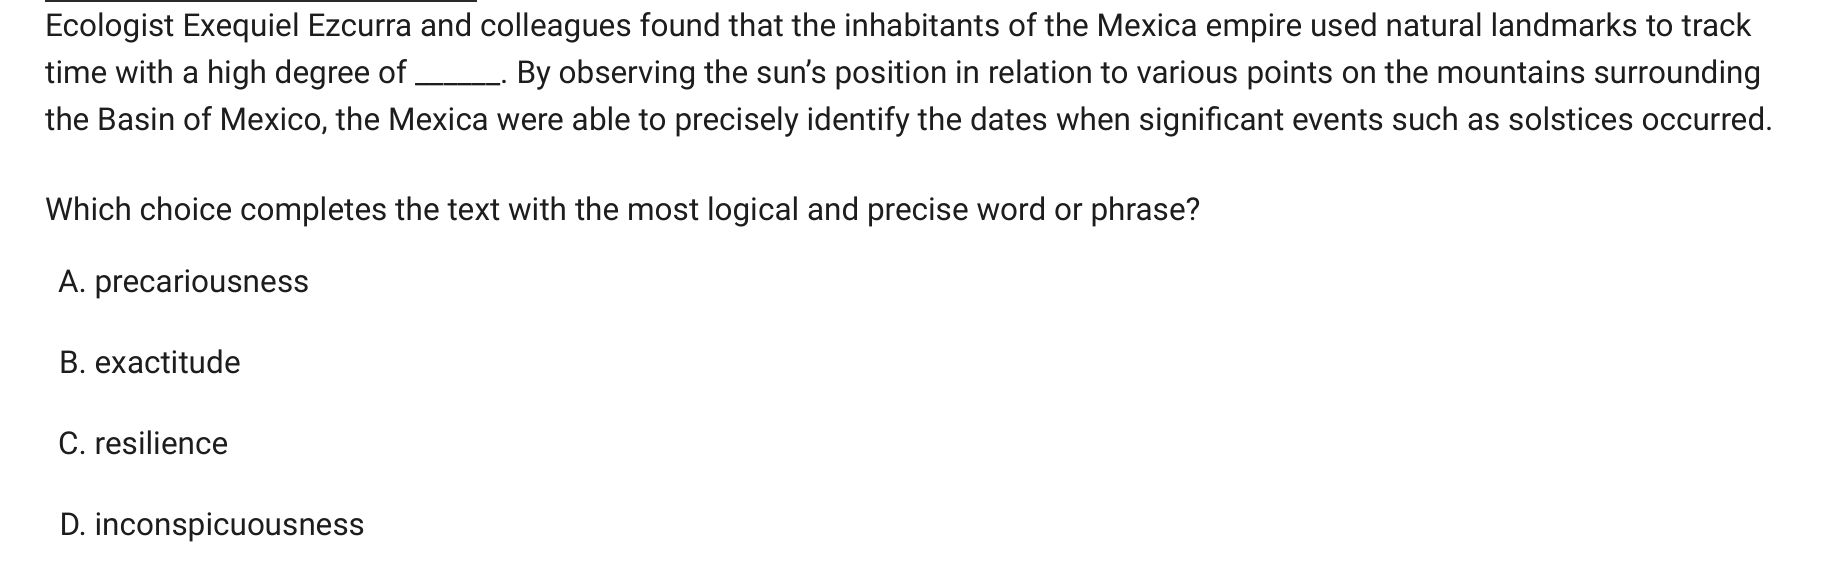 Ecologist Exequiel Ezcurra and colleagues found that the inhabitants of the Mexica empire used natural landmarks to track
time with a high degree of ______. By observing the sun’s position in relation to various points on the mountains surrounding
the Basin of Mexico, the Mexica were able to precisely identify the dates when significant events such as solstices occurred.
Which choice completes the text with the most logical and precise word or phrase?
A. precariousness
B. exactitude
C. resilience
D. inconspicuousness